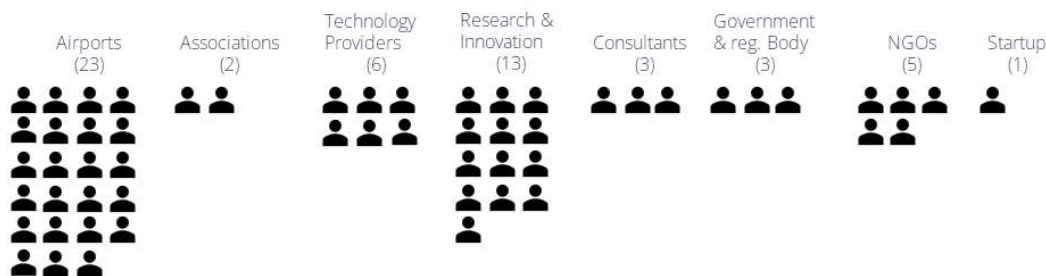 Airports
(23)
Associations
(2)
Technology
Providers
(6)
Research &
Innovation
(13)
Consultants
(3)
Government
& reg. Body
(3)
NGOs
(5)
Startup
(1)